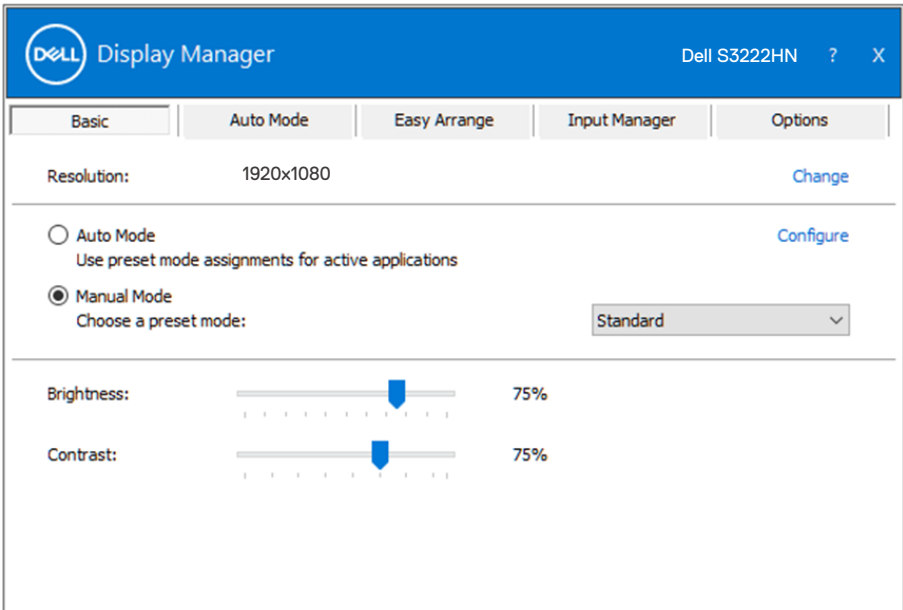 DELL Display Manager Dell S3222HN ? X
Basic Auto Mode Easy Arrange Input Manager Options
Resolution: 1920x1080 Change
Auto Mode Configure
Use preset mode assignments for active applications
Manual Mode
Choose a preset mode: Standard
Brightness: 75%
Contrast: 75%